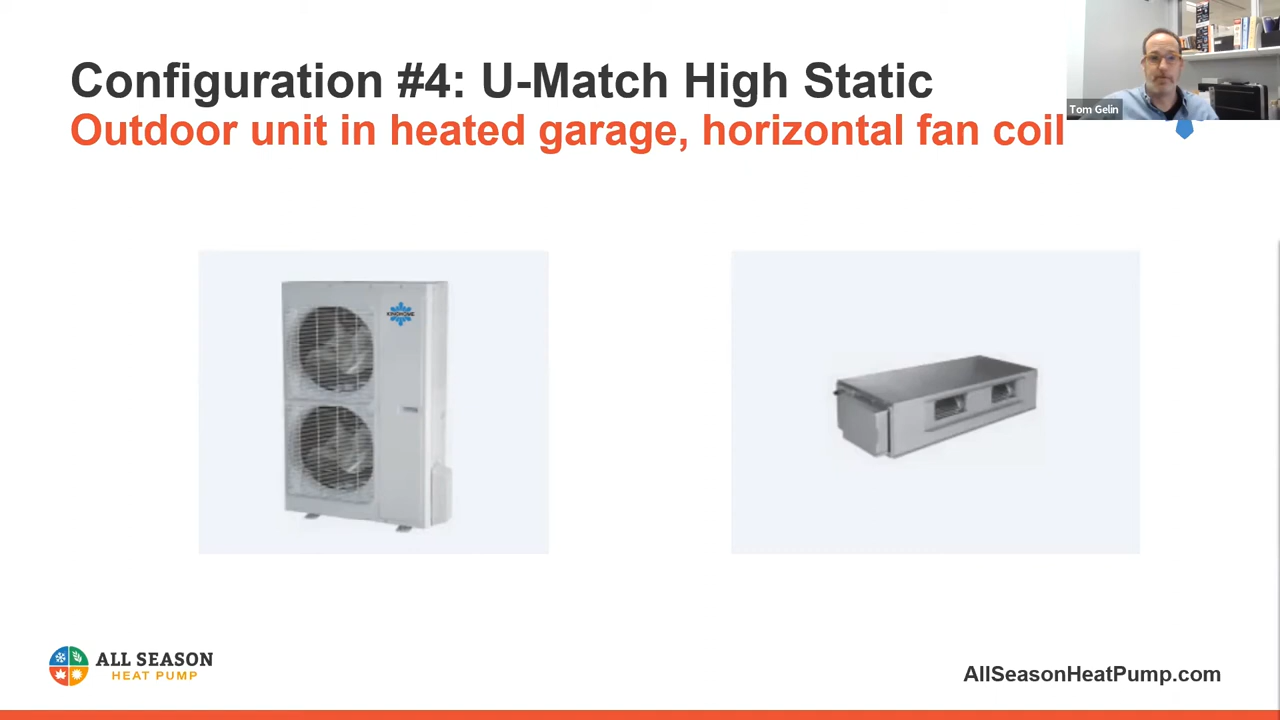 Configuration #4: U-Match High Static
Outdoor unit in heated garage, horizontal fan coil
Tom Gelin
ALL SEASON
HEAT PUMP
AllSeasonHeatPump.com